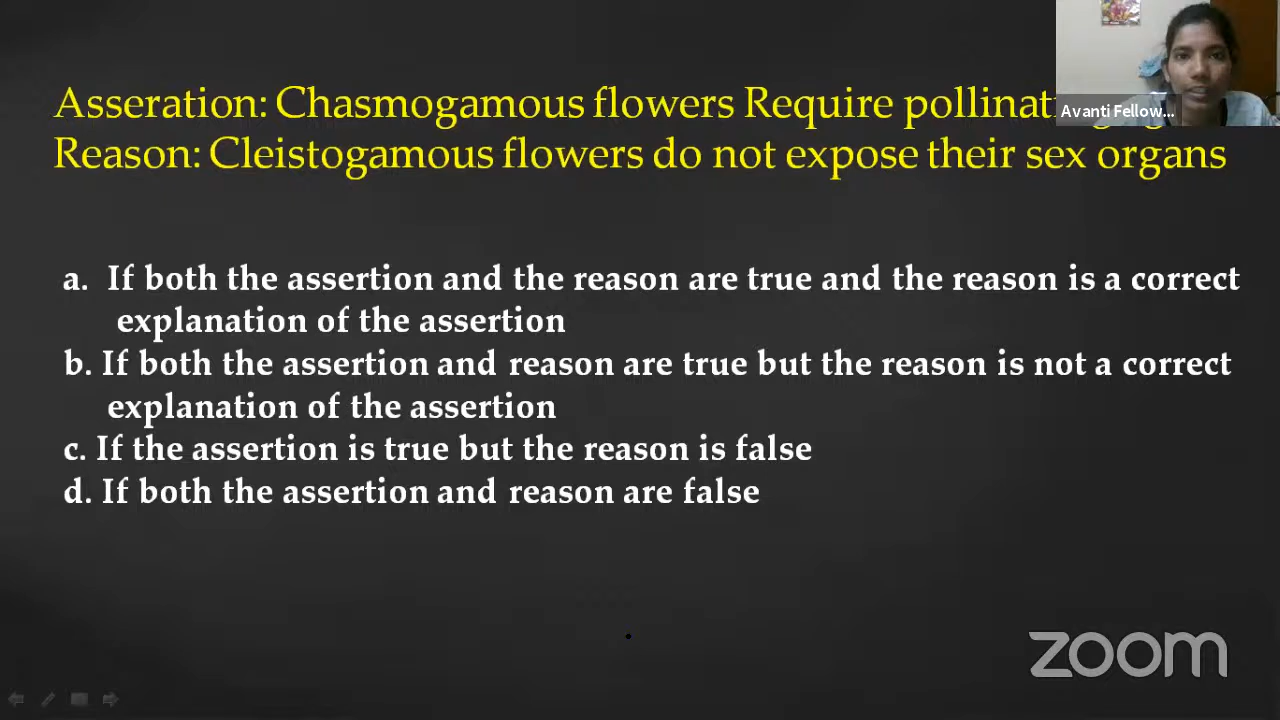 Asseration: Chasmogamous flowers Require
Avanti Fellow...
Reason: Cleistogamous flowers do not expose their sex organs
a. If both the assertion and the reason are true and the reason is a correct
explanation of the assertion
b. If both the assertion and reason are true but the reason is not a correct
explanation of the assertion
c. If the assertion is true but the reason is false
d. If both the assertion and reason are false
zoom